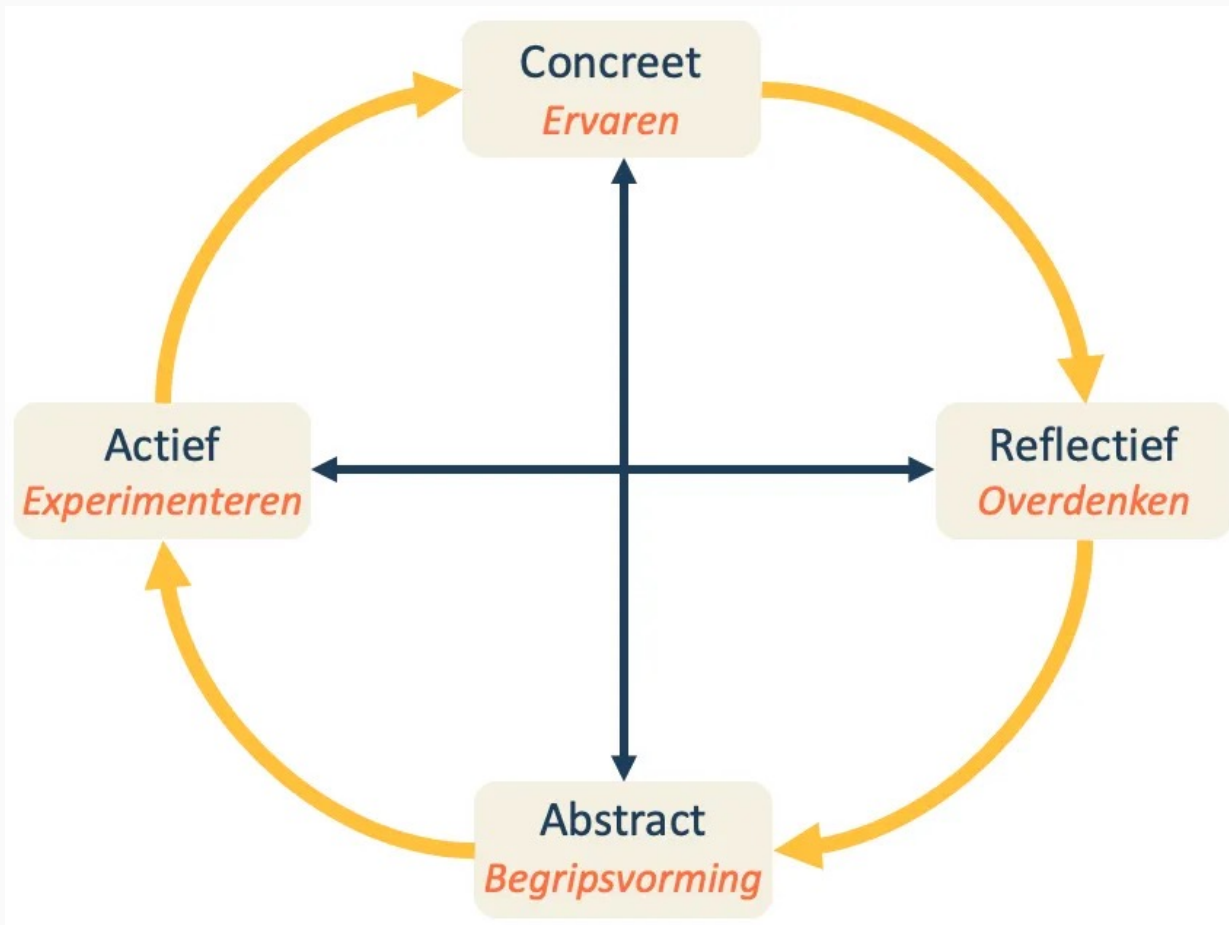 Concreet
Ervaren
Actief
Experimenteren
Reflectief
Overdenken
Abstract
Begripsvorming